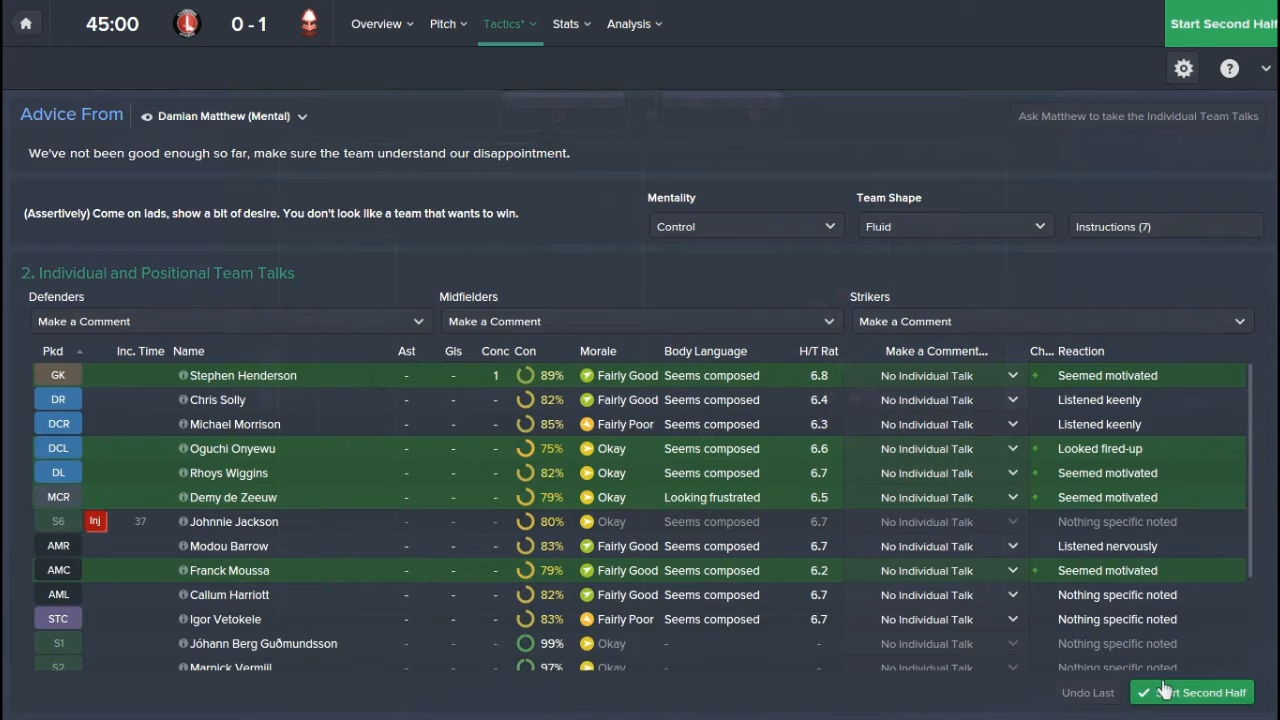 45:00 0 - 1 Overview Pitch Tactics* Stats Analysis Start Second Half
Advice From Damian Matthew (Mental) Ask Matthew to take the Individual Team Talks
We've not been good enough so far, make sure the team understand our disappointment.
Mentality Team Shape
(Assertively) Come on lads, show a bit of desire. You don't look like a team that wants to win.
Control Fluid Instructions (7)
2. Individual and Positional Team Talks
Defenders Midfielders Strikers
Make a Comment Make a Comment Make a Comment
Pkd Inc. Time Name Ast Gls Conc Con Morale Body Language H/T Rat Make a Comment... Ch... Reaction
GK Stephen Henderson - - 1 89% Fairly Good Seems composed 6.8 No Individual Talk Seemed motivated
DR Chris Solly - - - 82% Fairly Good Seems composed 6.4 No Individual Talk Listened keenly
DCR Michael Morrison - - - 85% Fairly Poor Seems composed 6.3 No Individual Talk Listened keenly
DCL Oguchi Onyewu - - - 75% Okay Seems composed 6.6 No Individual Talk Looked fired-up
DL Rhoys Wiggins - - - 82% Okay Seems composed 6.7 No Individual Talk Seemed motivated
MCR Demy de Zeeuw - - - 79% Okay Looking frustrated 6.5 No Individual Talk Seemed motivated
S6 Inj 37 Johnnie Jackson - - - 80% Okay Seems composed 6.7 No Individual Talk Nothing specific noted
AMR Modou Barrow - - - 83% Fairly Good Seems composed 6.7 No Individual Talk Listened nervously
AMC Franck Moussa - - - 79% Fairly Good Seems composed 6.2 No Individual Talk Seemed motivated
AML Callum Harriott - - - 82% Fairly Good Seems composed 6.7 No Individual Talk Nothing specific noted
STC Igor Vetokele - - - 83% Fairly Poor Seems composed 6.7 No Individual Talk Nothing specific noted
S1 Jóhann Berg Guðmundsson - - - 99% Okay - - No Individual Talk Nothing specific noted
S2 Marnick Vermijl - - - 97% Okay - - No Individual Talk Nothing specific noted
Undo Last Start Second Half